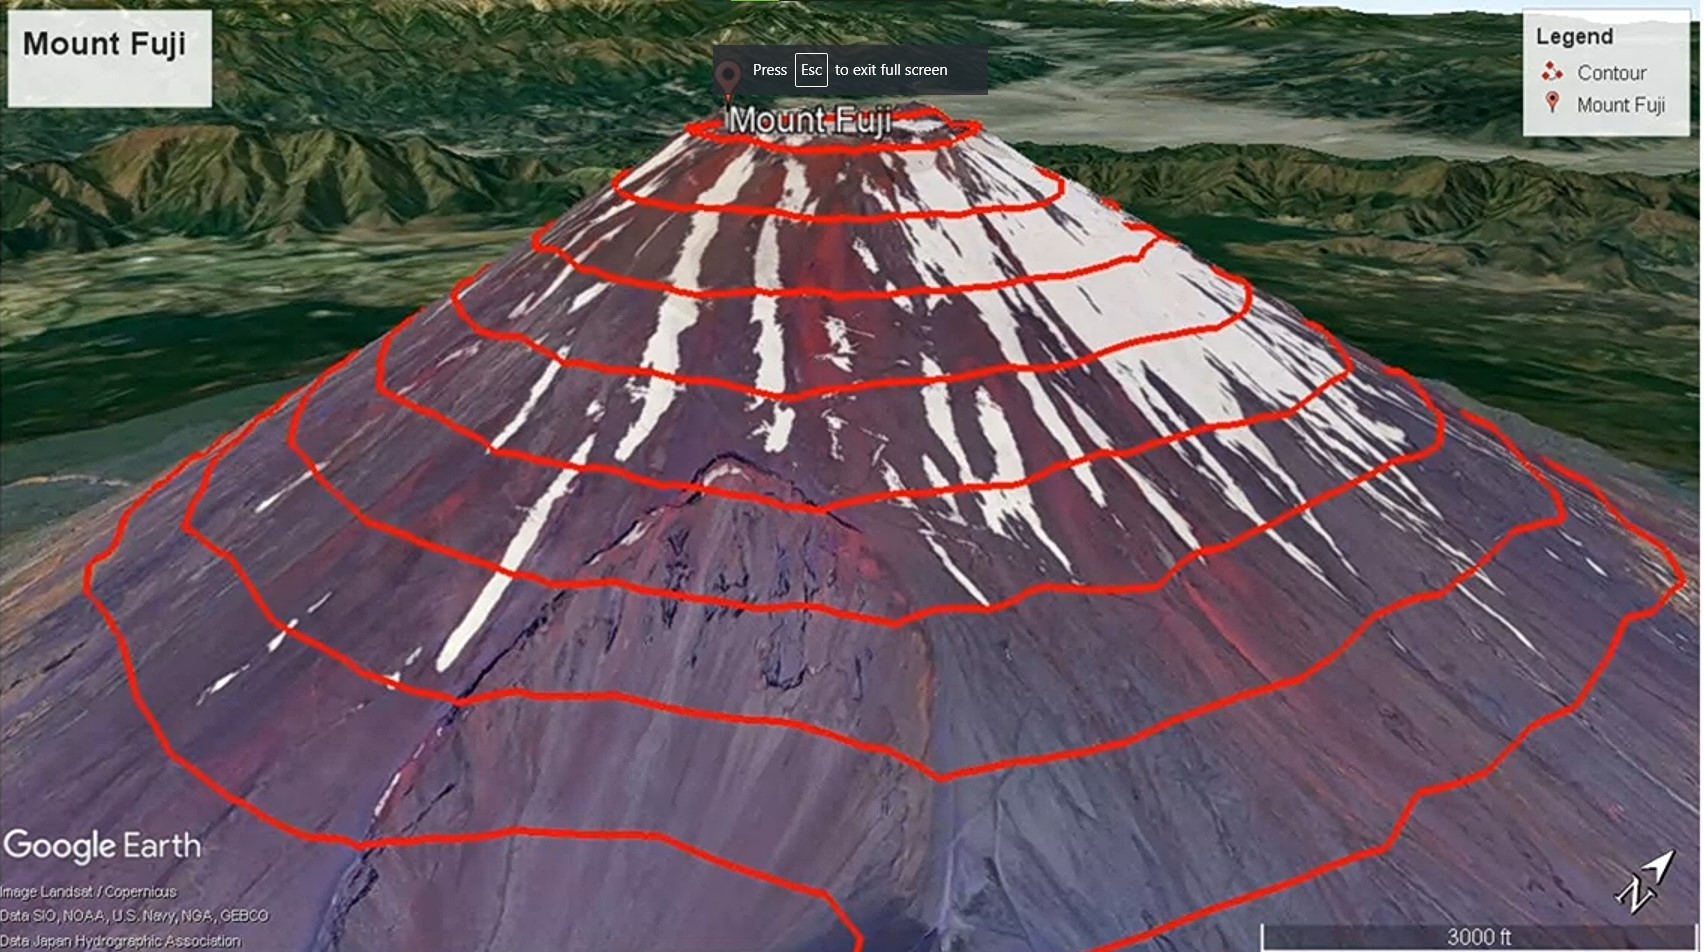 Mount Fuji
Press Esc to exit full screen
Legend
Contour
Mount Fuji
Mount Fuji
Google Earth
Image Landsat / Copernicus
Data SIO, NOAA, U.S. Navy, NGA, GEBCO
Data Japan Hydrographic Association
N
3000 ft